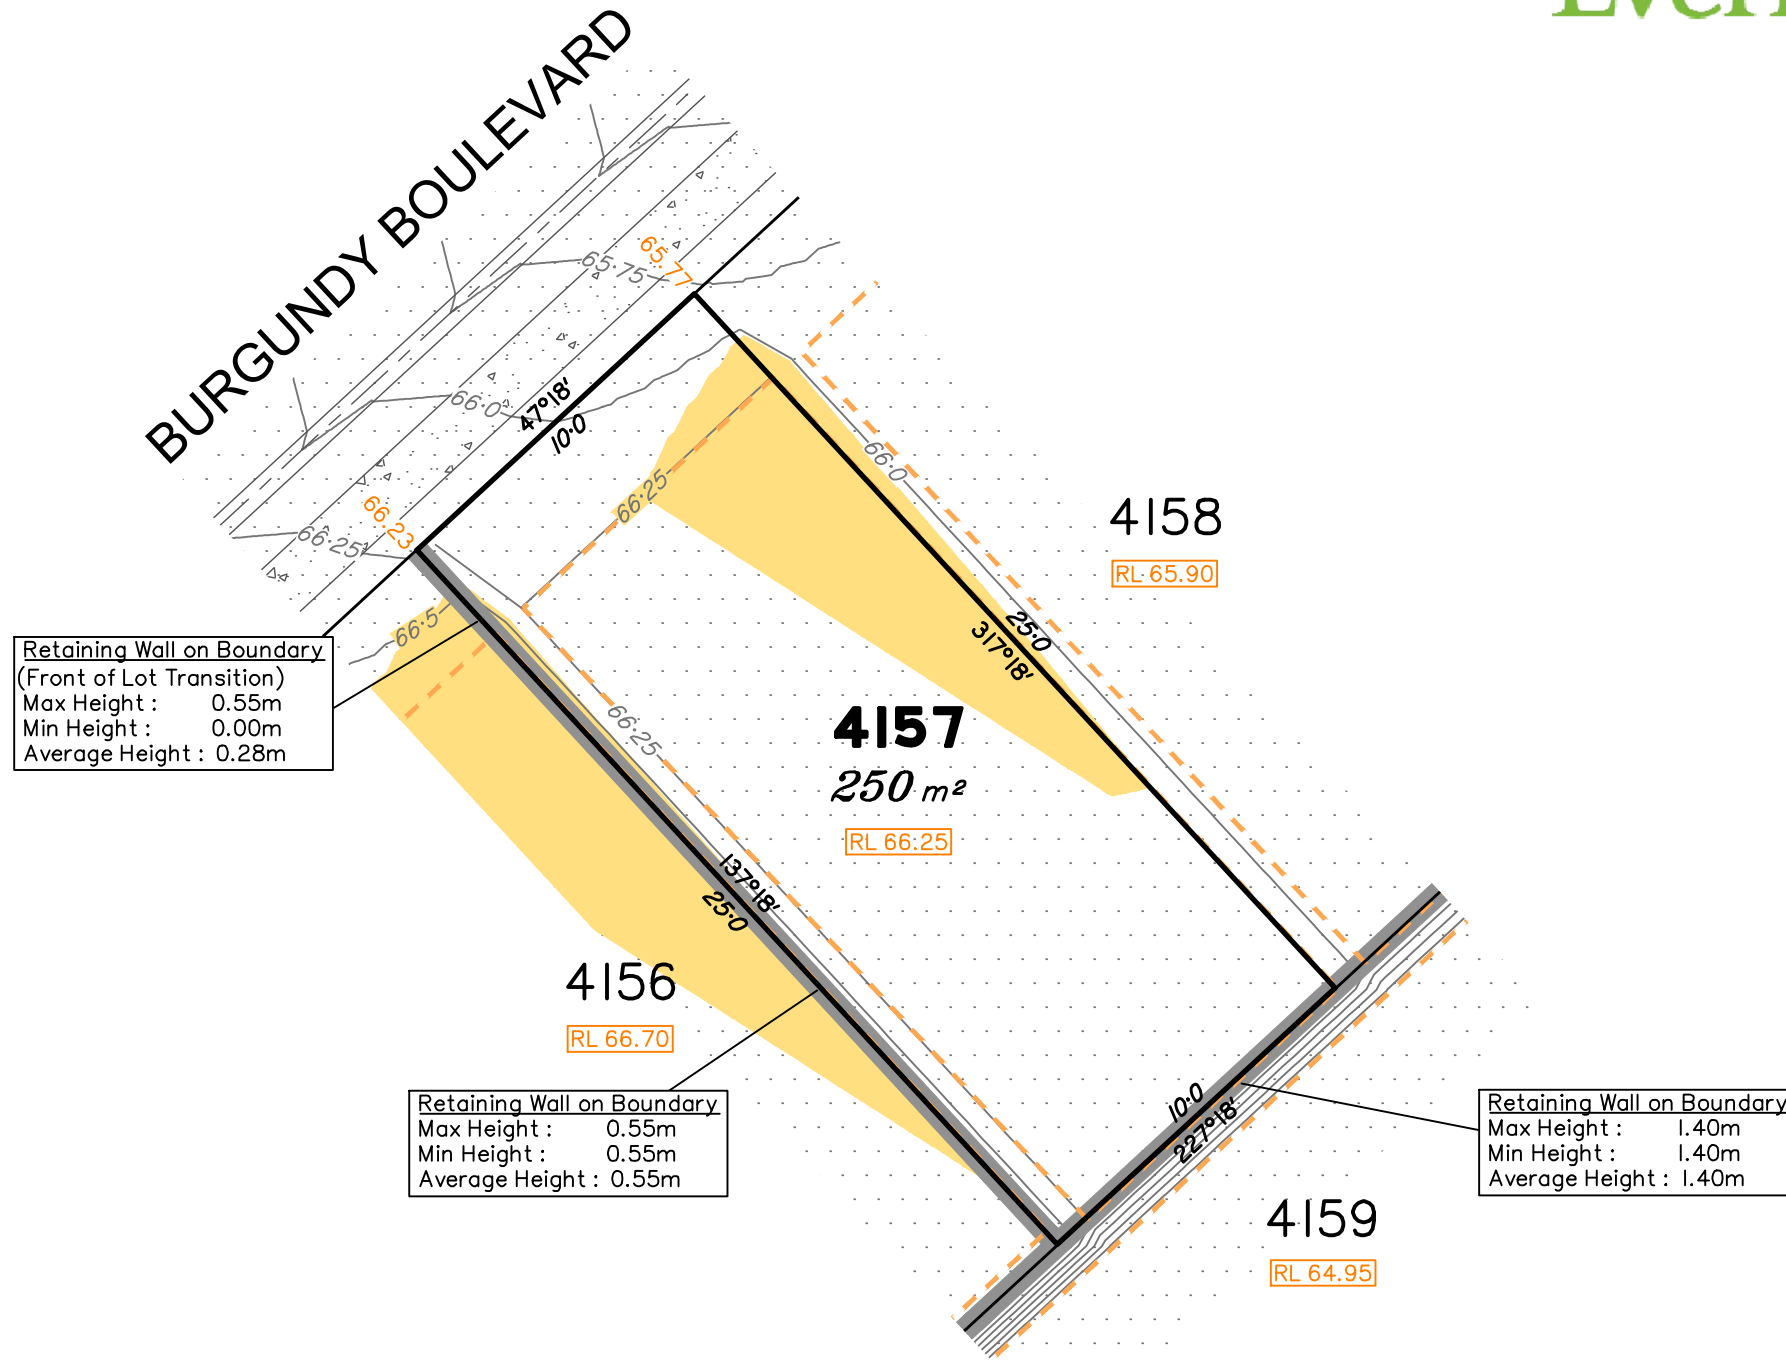 BURGUNDY BOULEVARD
65.77
65·75
47°18'
10·0
66·0
66.23
66·25
66·25
66·0
66·5
66·25
4158
RL 65.90
25·0
317°18'
Retaining Wall on Boundary
(Front of Lot Transition)
Max Height : 0.55m
Min Height : 0.00m
Average Height : 0.28m
4157
250 m²
RL 66.25
137°18'
25·0
4156
RL 66.70
Retaining Wall on Boundary
Max Height : 0.55m
Min Height : 0.55m
Average Height : 0.55m
10·0
227°18'
Retaining Wall on Boundary
Max Height : 1.40m
Min Height : 1.40m
Average Height : 1.40m
4159
RL 64.95